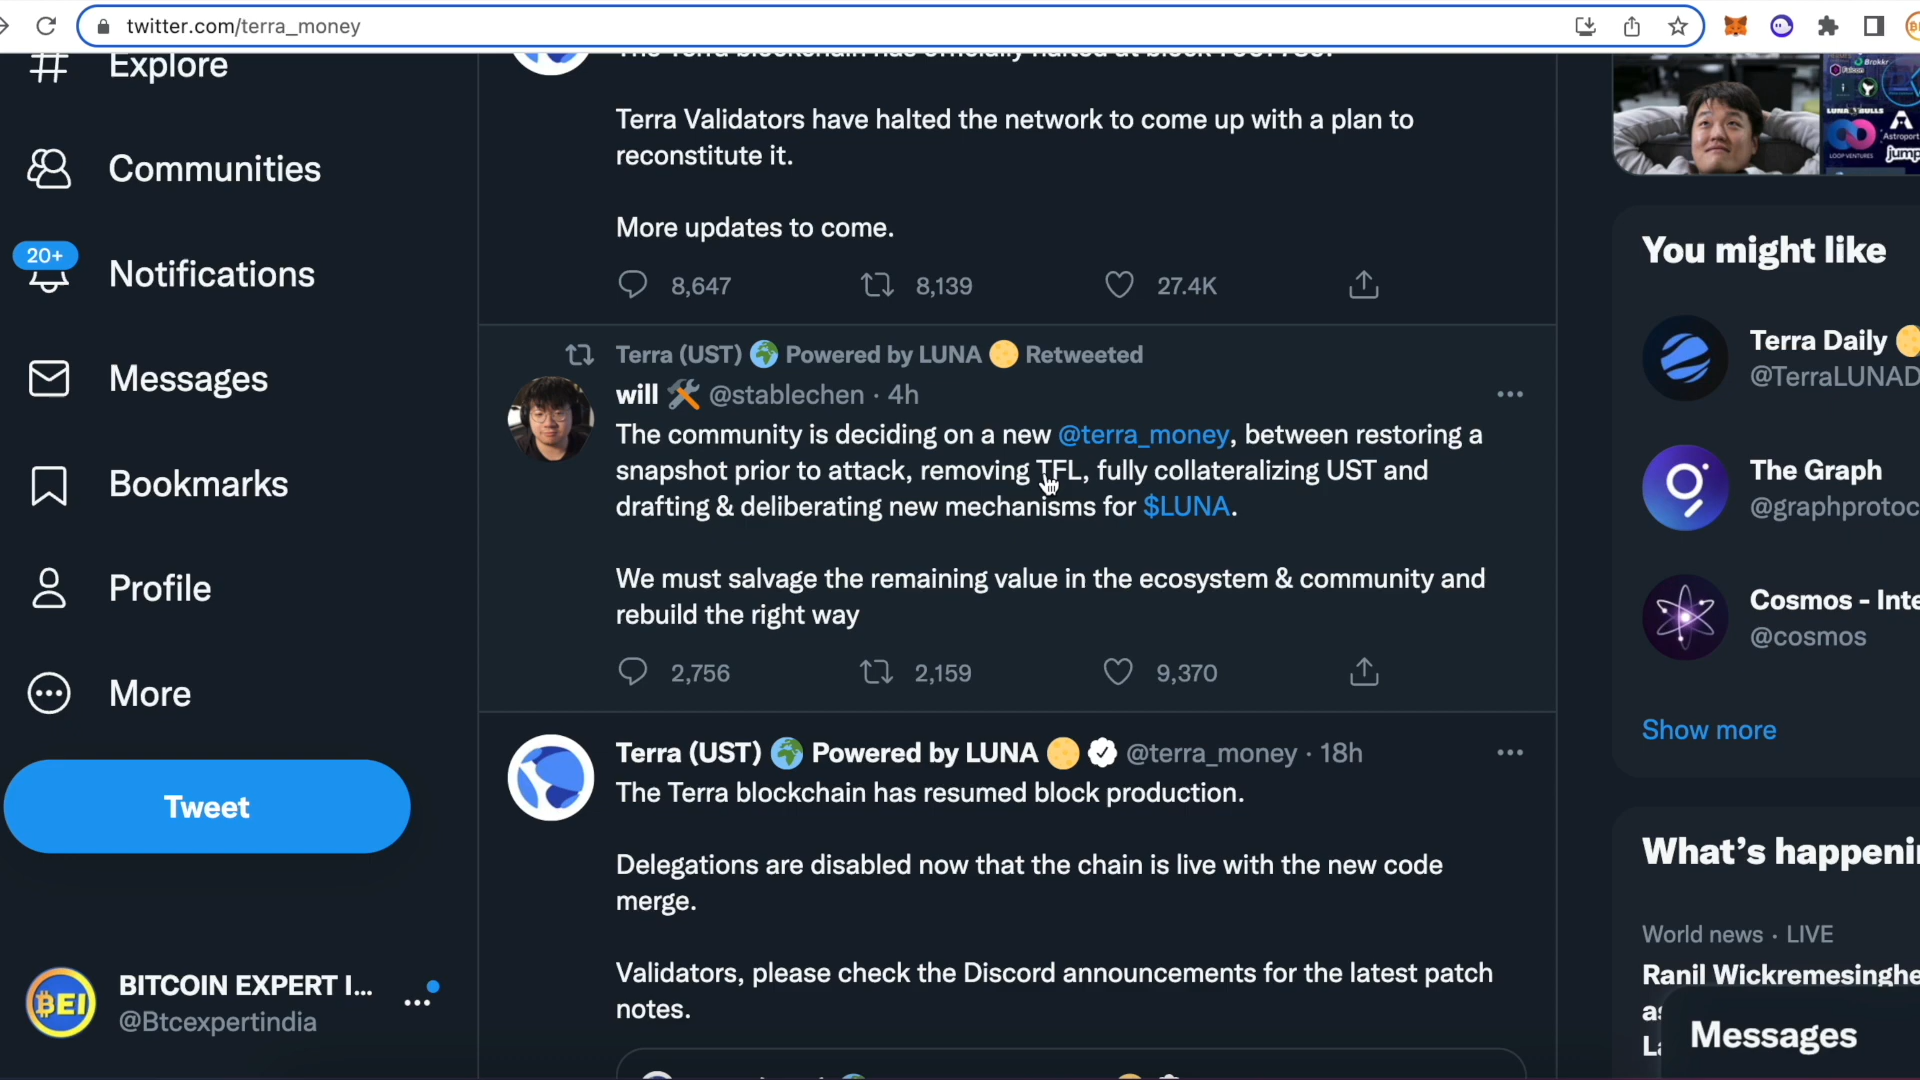 twitter.com/terra_money
Explore
Communities
20+
Notifications
Messages
Bookmarks
Profile
More
Tweet
BITCOIN EXPERT I...
@Btcexpertindia
Terra Validators have halted the network to come up with a plan to
reconstitute it.
More updates to come.
8,647 8,139 27.4K
Terra (UST) 🌍 Powered by LUNA 🌕 Retweeted
will 🛠 @stablechen · 4h
The community is deciding on a new @terra_money, between restoring a
snapshot prior to attack, removing TFL, fully collateralizing UST and
drafting & deliberating new mechanisms for $LUNA.
We must salvage the remaining value in the ecosystem & community and
rebuild the right way
2,756 2,159 9,370
Terra (UST) 🌍 Powered by LUNA 🌕 @terra_money · 18h
The Terra blockchain has resumed block production.
Delegations are disabled now that the chain is live with the new code
merge.
Validators, please check the Discord announcements for the latest patch
notes.
Brokkr
Falcon
LUNA BULLS
Astroport
LOOP VENTURES
jump
You might like
Terra Daily
@TerraLUNAD
The Graph
@graphprotoc
Cosmos - Inte
@cosmos
Show more
What's happeni
World news · LIVE
Ranil Wickremesinghe
Messages